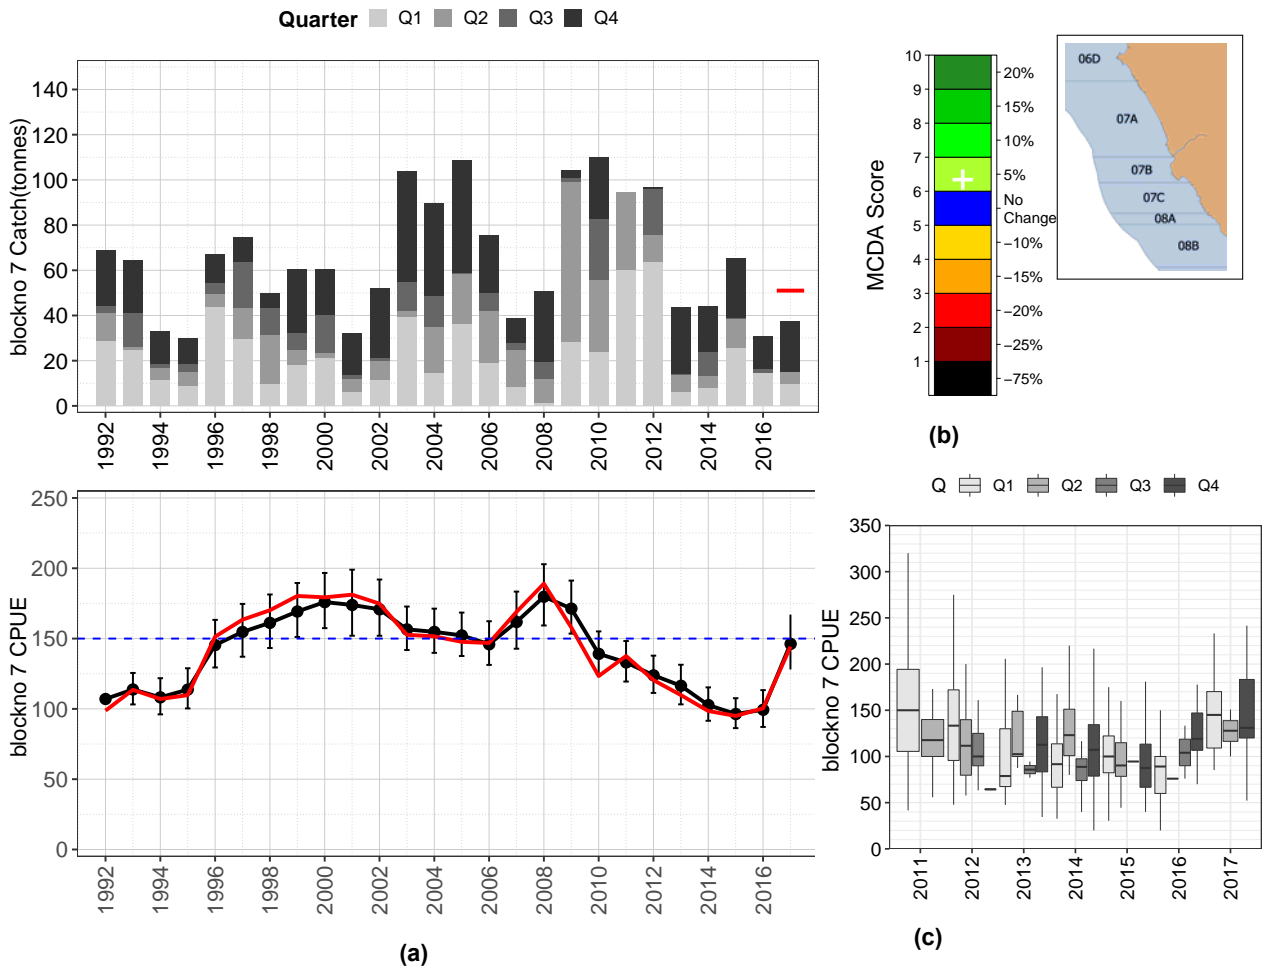 Quarter Q1 Q2 Q3 Q4
blockno 7 Catch(tonnes)
140
120
100
80
60
40
20
0
1992 1994 1996 1998 2000 2002 2004 2006 2008 2010 2012 2014 2016
blockno 7 CPUE
250
200
150
100
50
0
1992 1994 1996 1998 2000 2002 2004 2006 2008 2010 2012 2014 2016
(a)
MCDA Score
10
9
8
7
6
5
4
3
2
1
20%
15%
10%
5%
No
Change
−10%
−15%
−20%
−25%
−75%
(b)
06D
07A
07B
07C
08A
08B
Q Q1 Q2 Q3 Q4
blockno 7 CPUE
350
300
250
200
150
100
50
0
2011 2012 2013 2014 2015 2016 2017
(c)